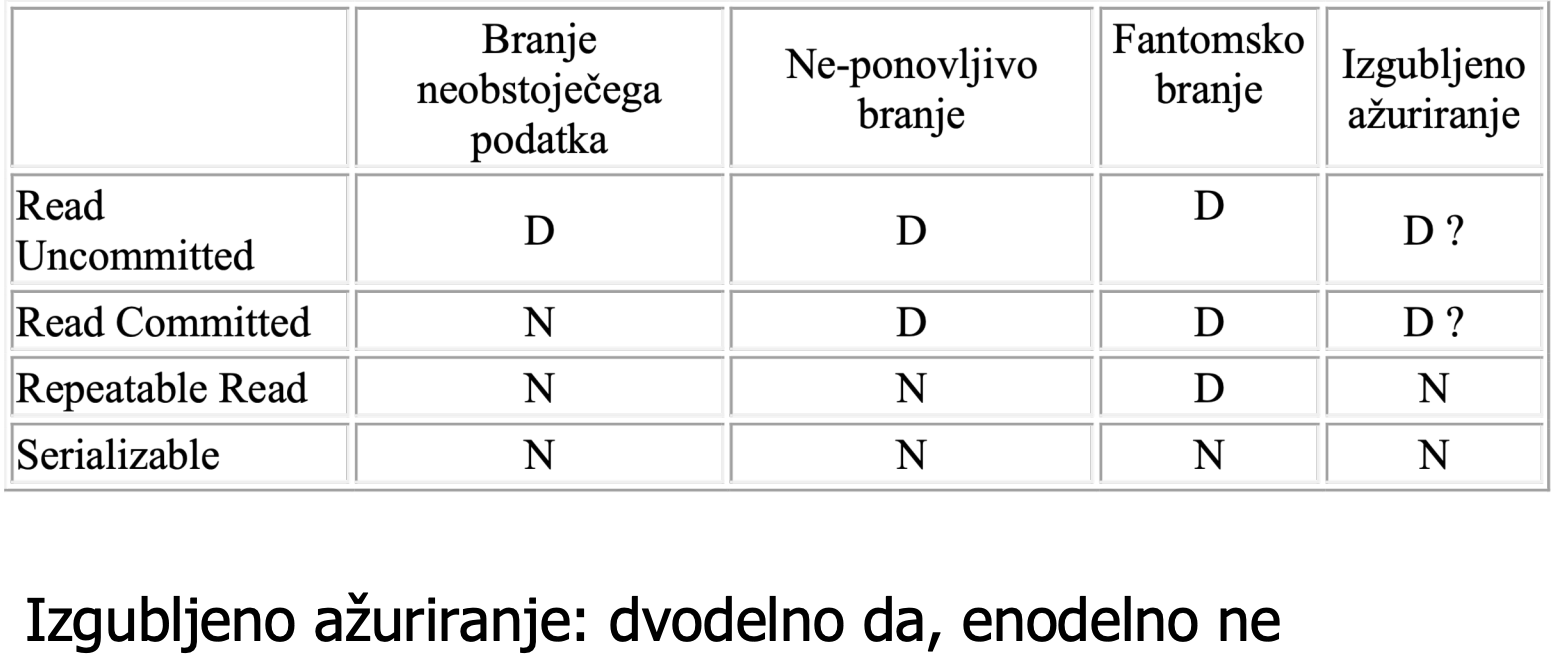 Branje neobstoječega podatka | Ne-ponovljivo branje | Fantomsko branje | Izgubljeno ažuriranje
Read Uncommitted | D | D | D | D ?
Read Committed | N | D | D | D ?
Repeatable Read | N | N | D | N
Serializable | N | N | N | N
Izgubljeno ažuriranje: dvodelno da, enodelno ne